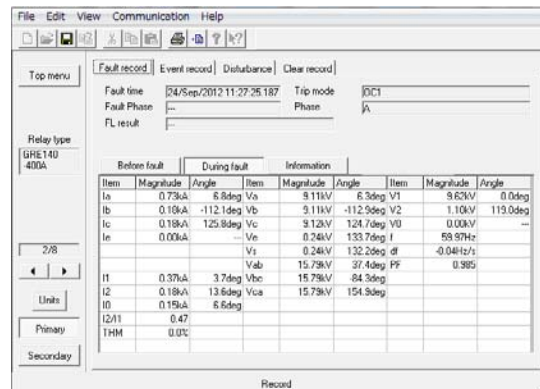 File Edit View Communication Help
Top menu
Fault record Event record Disturbance Clear record
Fault time 24/Sep/2012 11:27:25.187 Trip mode OC1
Fault Phase --- Phase A
FL result ---
Relay type
GRE140
-400A
Before fault During fault Information
Item Magnitude Angle Item Magnitude Angle Item Magnitude Angle
Ia 0.73kA 6.8deg Va 9.11kV 6.3deg V1 9.62kV 0.0deg
Ib 0.18kA -112.1deg Vb 9.11kV -112.9deg V2 1.10kV 119.0deg
Ic 0.18kA 125.8deg Vc 9.12kV 124.7deg V0 0.00kV ---
Ie 0.00kA --- Ve 0.24kV 133.7deg f 59.97Hz
Vs 0.24kV 132.2deg df -0.04Hz/s
Vab 15.79kV 37.4deg PF 0.985
I1 0.37kA 3.7deg Vbc 15.79kV -84.3deg
I2 0.18kA 13.6deg Vca 15.79kV 154.9deg
I0 0.15kA 6.6deg
I2/I1 0.47
THM 0.0%
2/8
Units
Primary
Secondary
Record